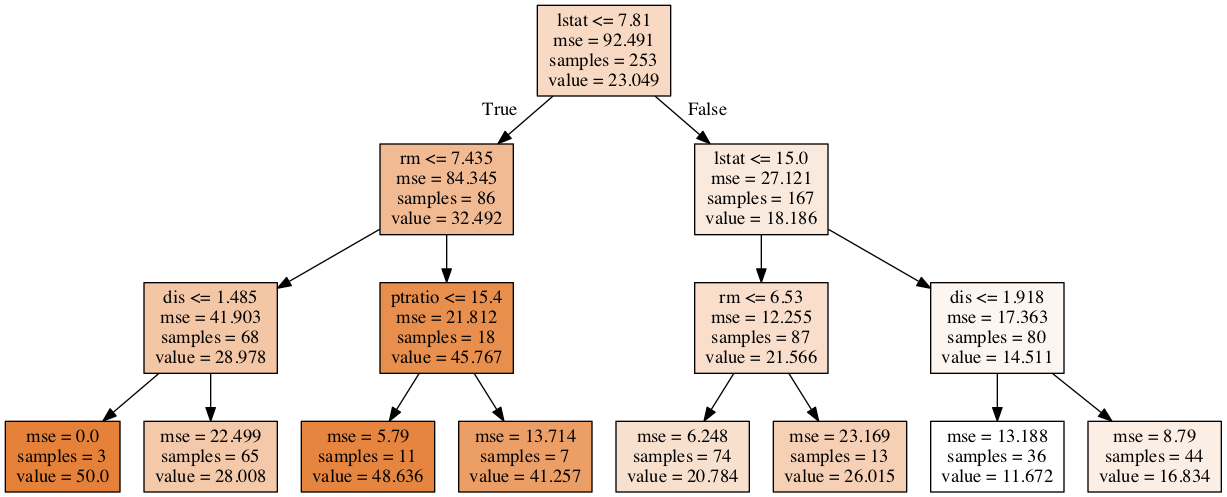 lstat <= 7.81
mse = 92.491
samples = 253
value = 23.049
True
False
rm <= 7.435
mse = 84.345
samples = 86
value = 32.492
lstat <= 15.0
mse = 27.121
samples = 167
value = 18.186
dis <= 1.485
mse = 41.903
samples = 68
value = 28.978
ptratio <= 15.4
mse = 21.812
samples = 18
value = 45.767
rm <= 6.53
mse = 12.255
samples = 87
value = 21.566
dis <= 1.918
mse = 17.363
samples = 80
value = 14.511
mse = 0.0
samples = 3
value = 50.0
mse = 22.499
samples = 65
value = 28.008
mse = 5.79
samples = 11
value = 48.636
mse = 13.714
samples = 7
value = 41.257
mse = 6.248
samples = 74
value = 20.784
mse = 23.169
samples = 13
value = 26.015
mse = 13.188
samples = 36
value = 11.672
mse = 8.79
samples = 44
value = 16.834